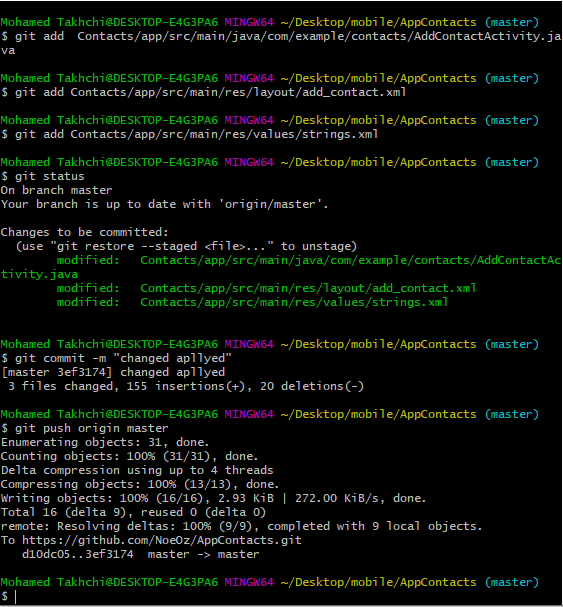 Mohamed Takhchi@DESKTOP-E4G3PA6 MINGW64 ~/Desktop/mobile/AppContacts (master)
$ git add  Contacts/app/src/main/java/com/example/contacts/AddContactActivity.ja
va
Mohamed Takhchi@DESKTOP-E4G3PA6 MINGW64 ~/Desktop/mobile/AppContacts (master)
$ git add Contacts/app/src/main/res/layout/add_contact.xml
Mohamed Takhchi@DESKTOP-E4G3PA6 MINGW64 ~/Desktop/mobile/AppContacts (master)
$ git add Contacts/app/src/main/res/values/strings.xml
Mohamed Takhchi@DESKTOP-E4G3PA6 MINGW64 ~/Desktop/mobile/AppContacts (master)
$ git status
On branch master
Your branch is up to date with 'origin/master'.
Changes to be committed:
  (use "git restore --staged <file>..." to unstage)
        modified:   Contacts/app/src/main/java/com/example/contacts/AddContactAc
tivity.java
        modified:   Contacts/app/src/main/res/layout/add_contact.xml
        modified:   Contacts/app/src/main/res/values/strings.xml
Mohamed Takhchi@DESKTOP-E4G3PA6 MINGW64 ~/Desktop/mobile/AppContacts (master)
$ git commit -m "changed apllyed"
[master 3ef3174] changed apllyed
 3 files changed, 155 insertions(+), 20 deletions(-)
Mohamed Takhchi@DESKTOP-E4G3PA6 MINGW64 ~/Desktop/mobile/AppContacts (master)
$ git push origin master
Enumerating objects: 31, done.
Counting objects: 100% (31/31), done.
Delta compression using up to 4 threads
Compressing objects: 100% (13/13), done.
Writing objects: 100% (16/16), 2.93 KiB | 272.00 KiB/s, done.
Total 16 (delta 9), reused 0 (delta 0)
remote: Resolving deltas: 100% (9/9), completed with 9 local objects.
To https://github.com/NoeOz/AppContacts.git
   d10dc05..3ef3174  master -> master
Mohamed Takhchi@DESKTOP-E4G3PA6 MINGW64 ~/Desktop/mobile/AppContacts (master)
$